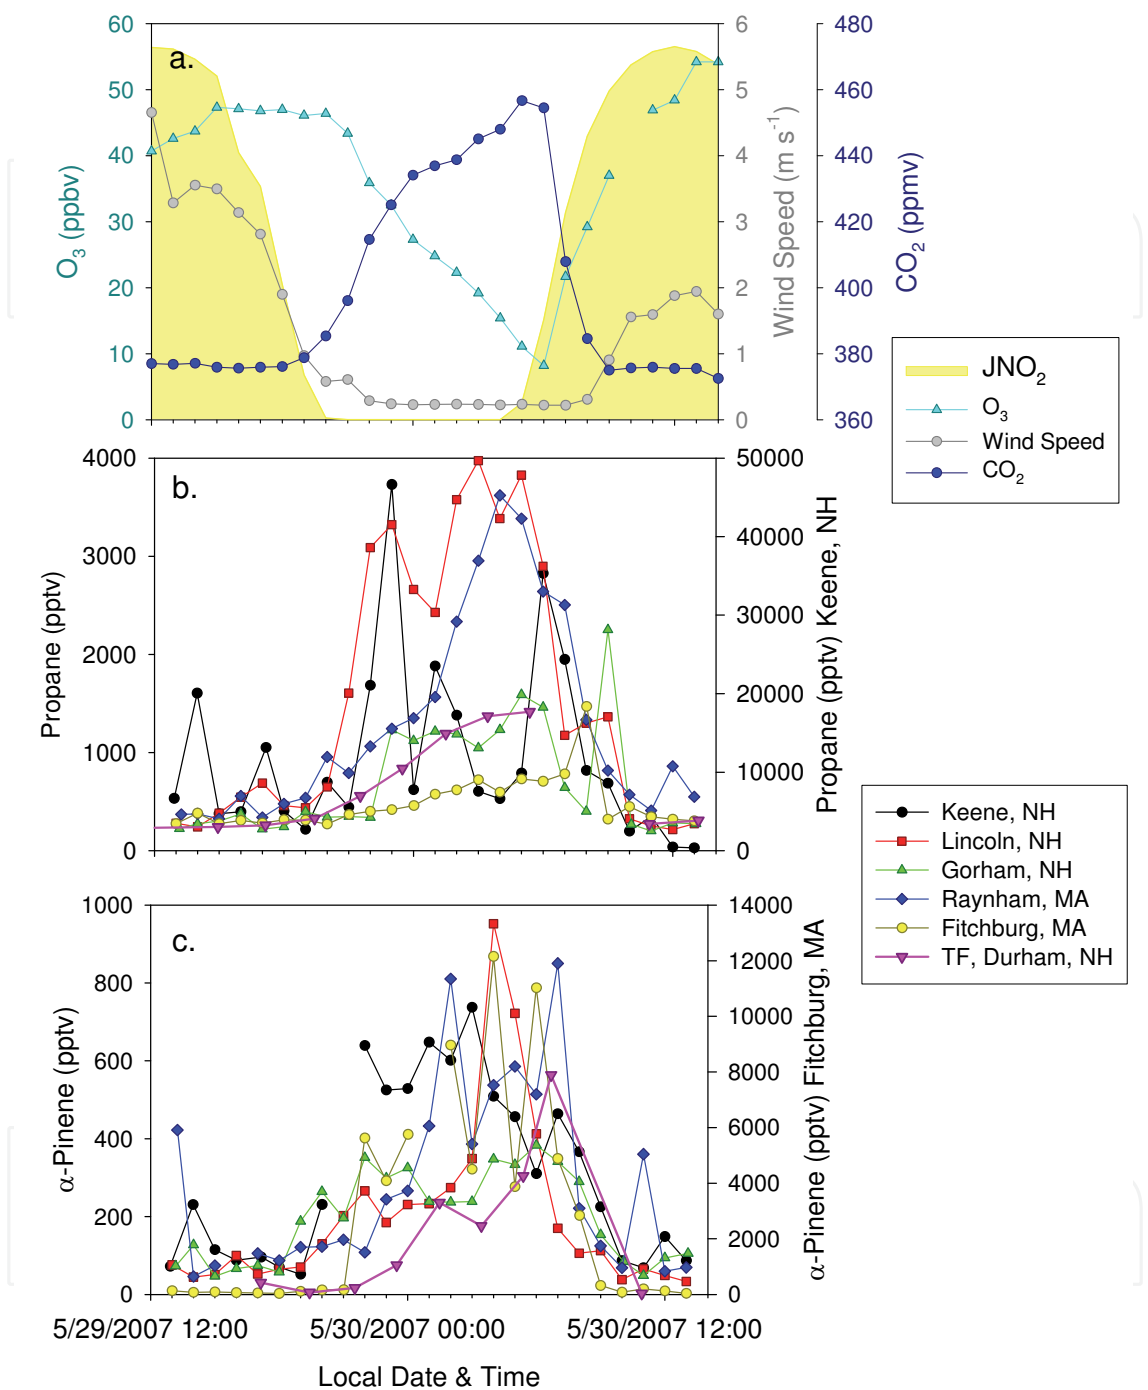 a.
60
50
40
30
20
10
0
O3 (ppbv)
6
5
4
3
2
1
0
Wind Speed (m s-1)
480
460
440
420
400
380
360
CO2 (ppmv)
JNO2
O3
Wind Speed
CO2
b.
4000
3000
2000
1000
0
Propane (pptv)
50000
40000
30000
20000
10000
0
Propane (pptv) Keene, NH
Keene, NH
Lincoln, NH
Gorham, NH
Raynham, MA
Fitchburg, MA
TF, Durham, NH
c.
1000
800
600
400
200
0
α-Pinene (pptv)
14000
12000
10000
8000
6000
4000
2000
0
α-Pinene (pptv) Fitchburg, MA
5/29/2007 12:00 5/30/2007 00:00 5/30/2007 12:00
Local Date & Time